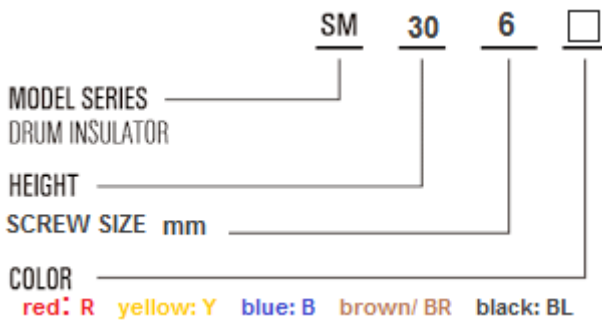 SM 30 6
MODEL SERIES
DRUM INSULATOR
HEIGHT
SCREW SIZE mm
COLOR
red: R yellow: Y blue: B brown/ BR black: BL